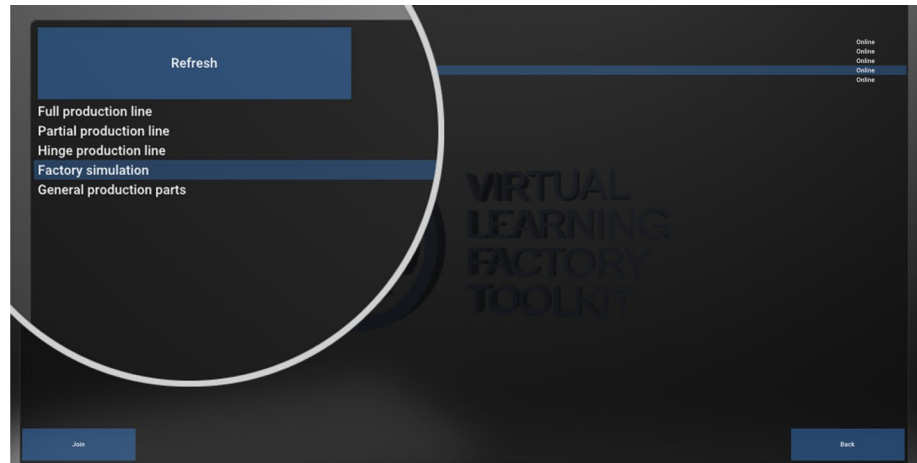 Refresh
Full production line
Partial production line
Hinge production line
Factory simulation
General production parts
Online
Online
Online
Online
Online
VIRTUAL
LEARNING
FACTORY
TOOLKIT
Join
Back